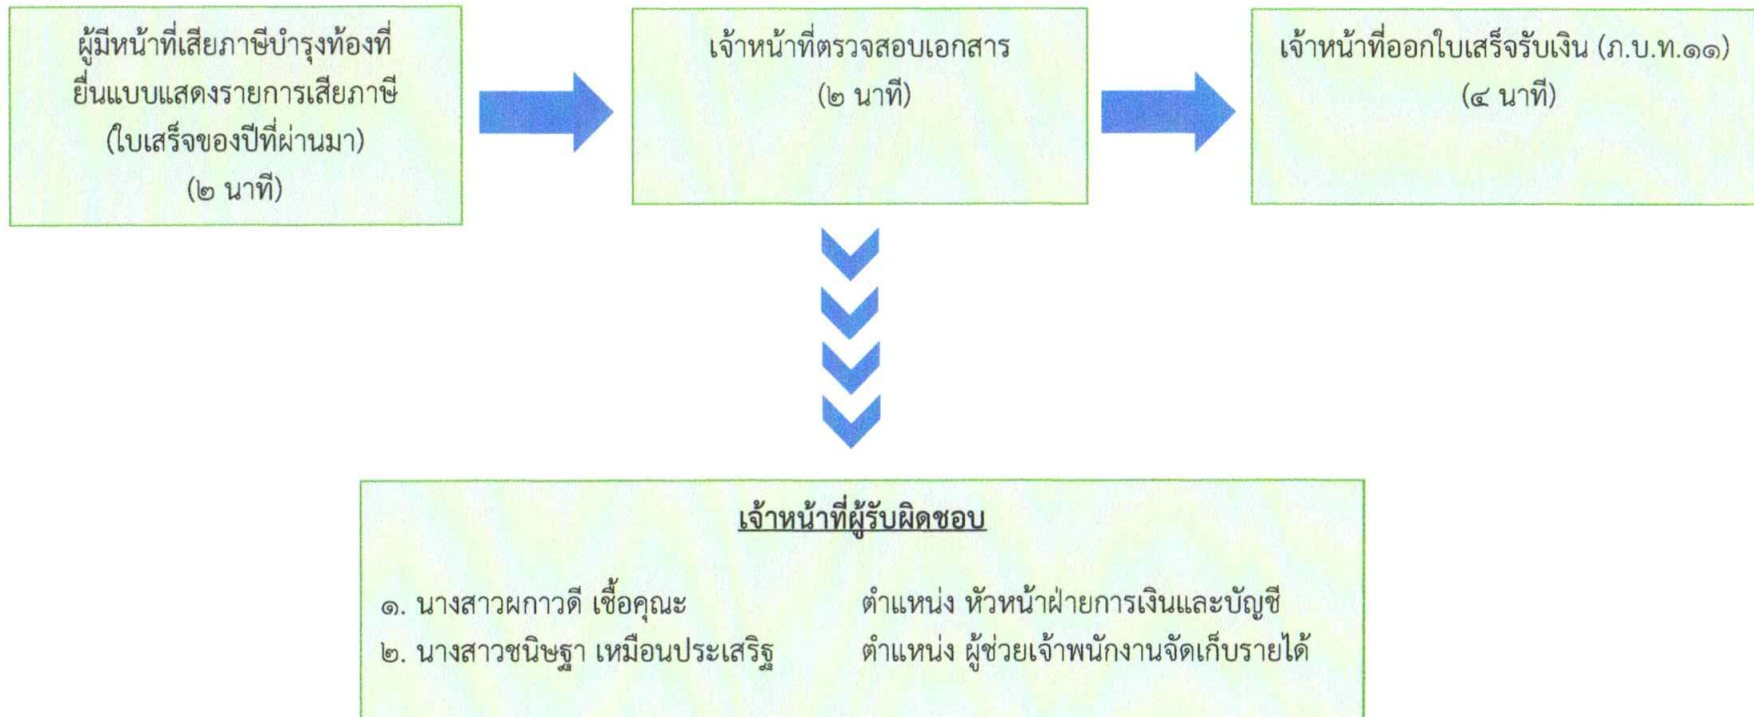 ผู้มีหน้าที่เสียภาษีบำรุงท้องที่
ยื่นแบบแสดงรายการเสียภาษี
(ใบเสร็จของปีที่ผ่านมา)
(๒ นาที)
เจ้าหน้าที่ตรวจสอบเอกสาร
(๒ นาที)
เจ้าหน้าที่ออกใบเสร็จรับเงิน (ภ.บ.ท.๑๑)
(๔ นาที)
เจ้าหน้าที่ผู้รับผิดชอบ
๑. นางสาวผกาวดี เชื้อคุณะ ตำแหน่ง หัวหน้าฝ่ายการเงินและบัญชี
๒. นางสาวชนิษฐา เหมือนประเสริฐ ตำแหน่ง ผู้ช่วยเจ้าพนักงานจัดเก็บรายได้